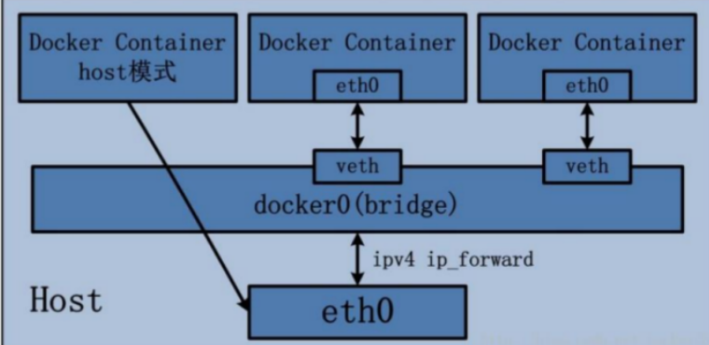 Docker Container
host模式
Docker Container
eth0
Docker Container
eth0
veth
veth
docker0(bridge)
ipv4 ip_forward
Host
eth0